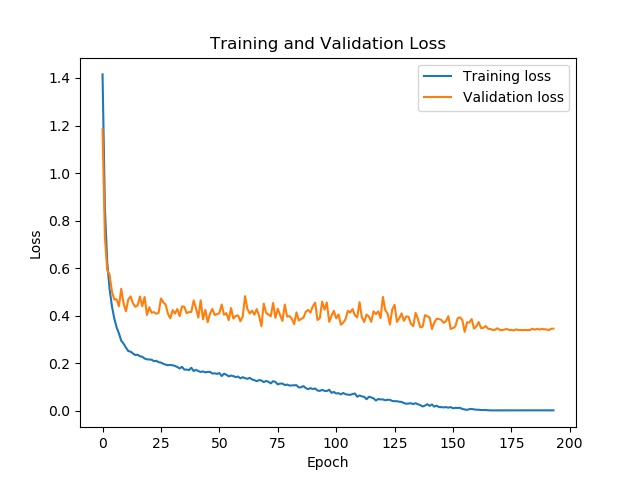 Training and Validation Loss
Training loss
Validation loss
1.4
1.2
1.0
0.8
0.6
0.4
0.2
0.0
Loss
0 25 50 75 100 125 150 175 200
Epoch